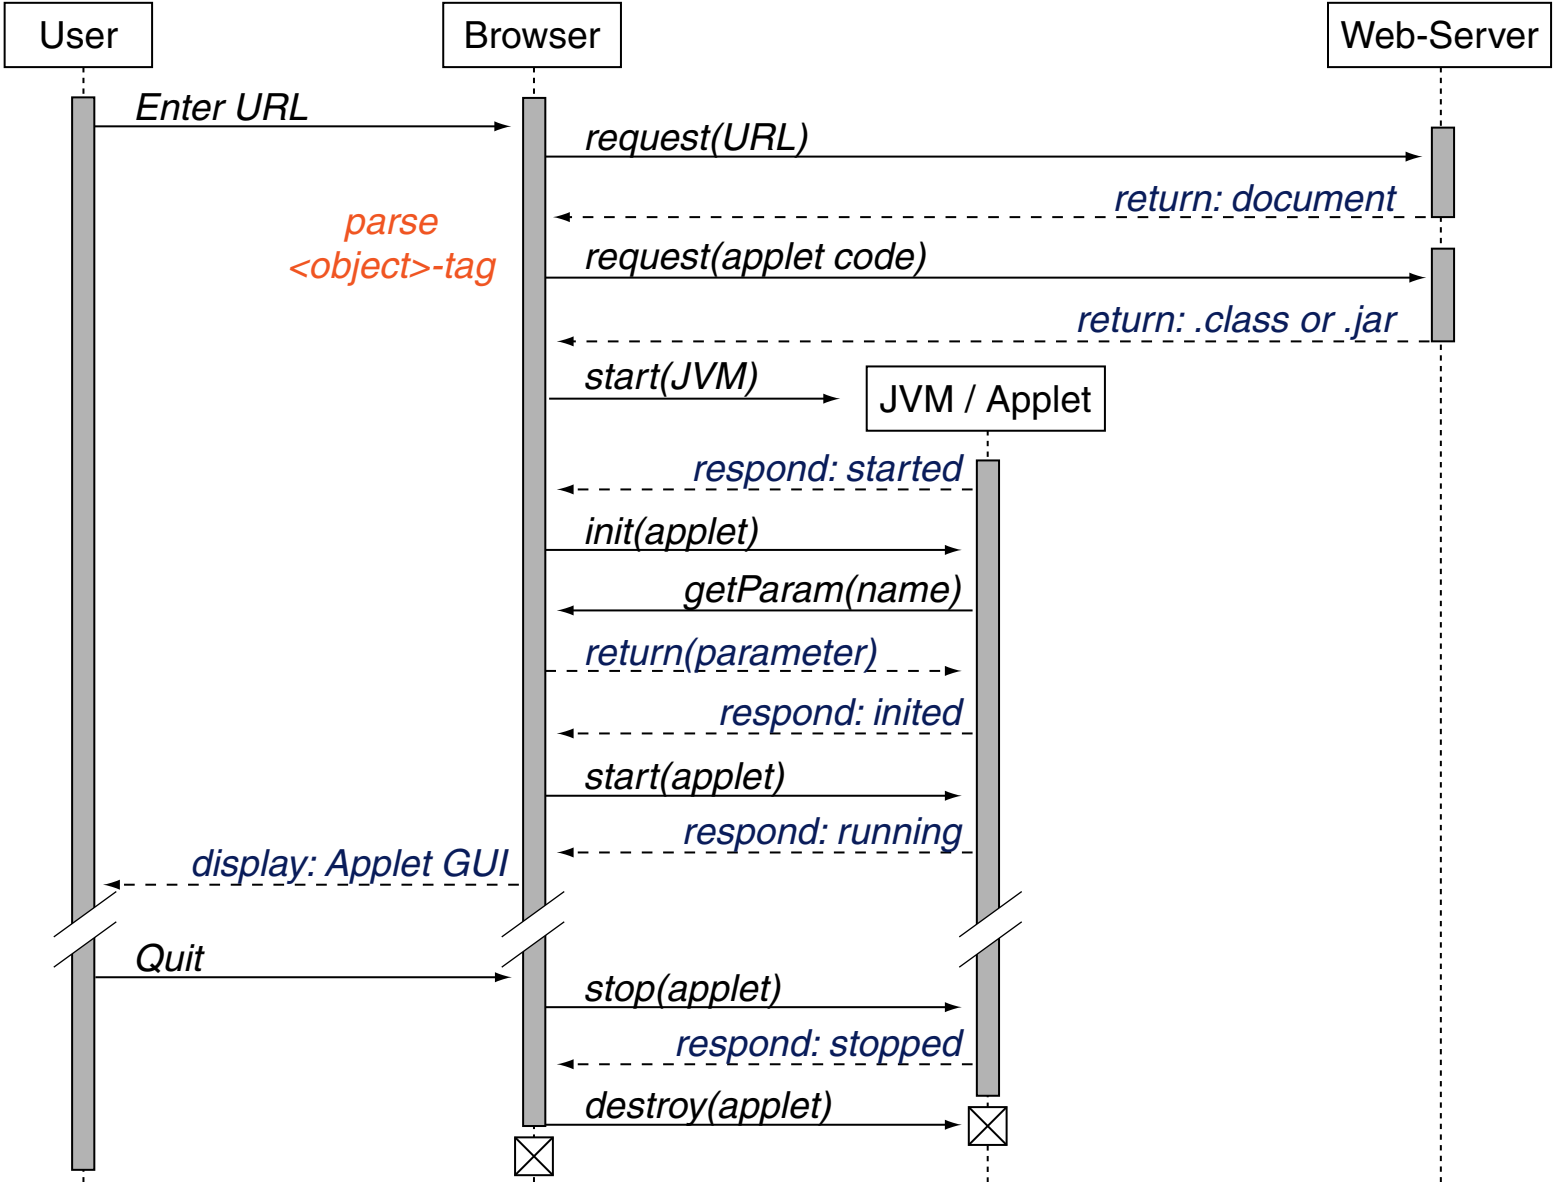 User
Browser
Web-Server
Enter URL
request(URL)
return: document
parse
<object>-tag
request(applet code)
return: .class or .jar
start(JVM)
JVM / Applet
respond: started
init(applet)
getParam(name)
return(parameter)
respond: inited
start(applet)
respond: running
display: Applet GUI
Quit
stop(applet)
respond: stopped
destroy(applet)